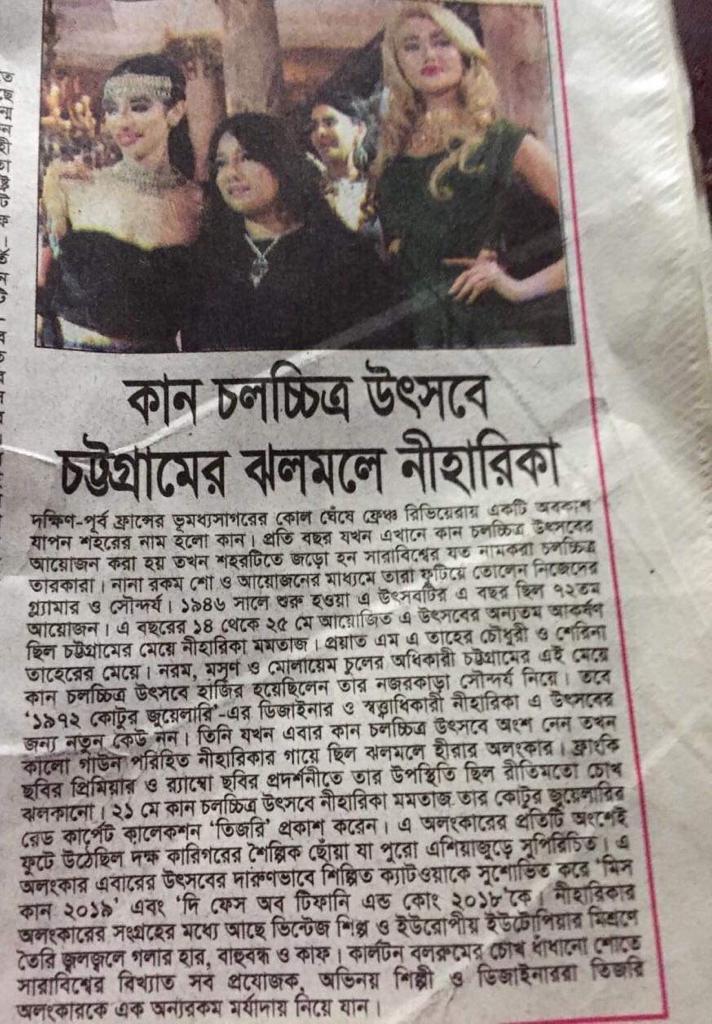 কান চলচ্চিত্র উৎসবে
চট্টগ্রামের ঝলমলে নীহারিকা
দক্ষিণ-পূর্ব ফ্রান্সের ভূমধ্যসাগরের কোল ঘেঁষে ফ্রেঞ্চ রিভিয়েরায় একটি অবকাশ
যাপন শহরের নাম হলো কান। প্রতি বছর যখন এখানে কান চলচ্চিত্র উৎসবের
আয়োজন করা হয় তখন শহরটিতে জড়ো হন সারাবিশ্বের যত নামকরা চলচ্চিত্র
তারকারা। নানা রকম শো ও আয়োজনের মাধ্যমে তারা ফুটিয়ে তোলেন নিজেদের
গ্ল্যামার ও সৌন্দর্য। ১৯৪৬ সালে শুরু হওয়া এ উৎসবটির এ বছর ছিল ৭২তম
আয়োজন। এ বছরের ১৪ থেকে ২৫ মে আয়োজিত এ উৎসবের অন্যতম আকর্ষণ
ছিল চট্টগ্রামের মেয়ে নীহারিকা মমতাজ। প্রয়াত এম এ তাহের চৌধুরী ও শেরিনা
তাহেরের মেয়ে। নরম, মসৃণ ও মোলায়েম চুলের অধিকারী চট্টগ্রামের এই মেয়ে
কান চলচ্চিত্র উৎসবে হাজির হয়েছিলেন তার নজরকাড়া সৌন্দর্য নিয়ে। তবে
‘১৯৭২ কোটুর জুয়েলারি’-এর ডিজাইনার ও স্বত্বাধিকারী নীহারিকা এ উৎসবের
জন্য নতুন কেউ নন। তিনি যখন এবার কান চলচ্চিত্র উৎসবে অংশ নেন তখন
কালো গাউন পরিহিত নীহারিকার গায়ে ছিল ঝলমলে হীরার অলংকার। ফ্রাংকি
ছবির প্রিমিয়ার ও র‍্যাম্বো ছবির প্রদর্শনীতে তার উপস্থিতি ছিল রীতিমতো চোখ
ঝলকানো। ২১ মে কান চলচ্চিত্র উৎসবে নীহারিকা মমতাজ তার কোটুর জুয়েলারির
রেড কার্পেট কালেকশন ‘তিজরি’ প্রকাশ করেন। এ অলংকারের প্রতিটি অংশেই
ফুটে উঠেছিল দক্ষ কারিগরের শৈল্পিক ছোঁয়া যা পুরো এশিয়াজুড়ে সুপরিচিত। এ
অলংকার এবারের উৎসবের দারুণভাবে শিল্পিত ক্যাটওয়াকে সুশোভিত করে ‘মিস
কান ২০১৯’ এবং ‘দি ফেস অব টিফানি এন্ড কোং ২০১৮’কে। নীহারিকার
অলংকারের সংগ্রহের মধ্যে আছে ভিন্টেজ শিল্প ও ইউরোপীয় ইউটোপিয়ার মিশ্রণে
তৈরি জ্বলজ্বলে গলার হার, বাহুবন্ধ ও কাফ। কার্লটন বলরুমের চোখ ধাঁধানো শোতে
সারাবিশ্বের বিখ্যাত সব প্রযোজক, অভিনয় শিল্পী ও ডিজাইনাররা তিজরি
অলংকারকে এক অন্যরকম মর্যাদায় নিয়ে যান।